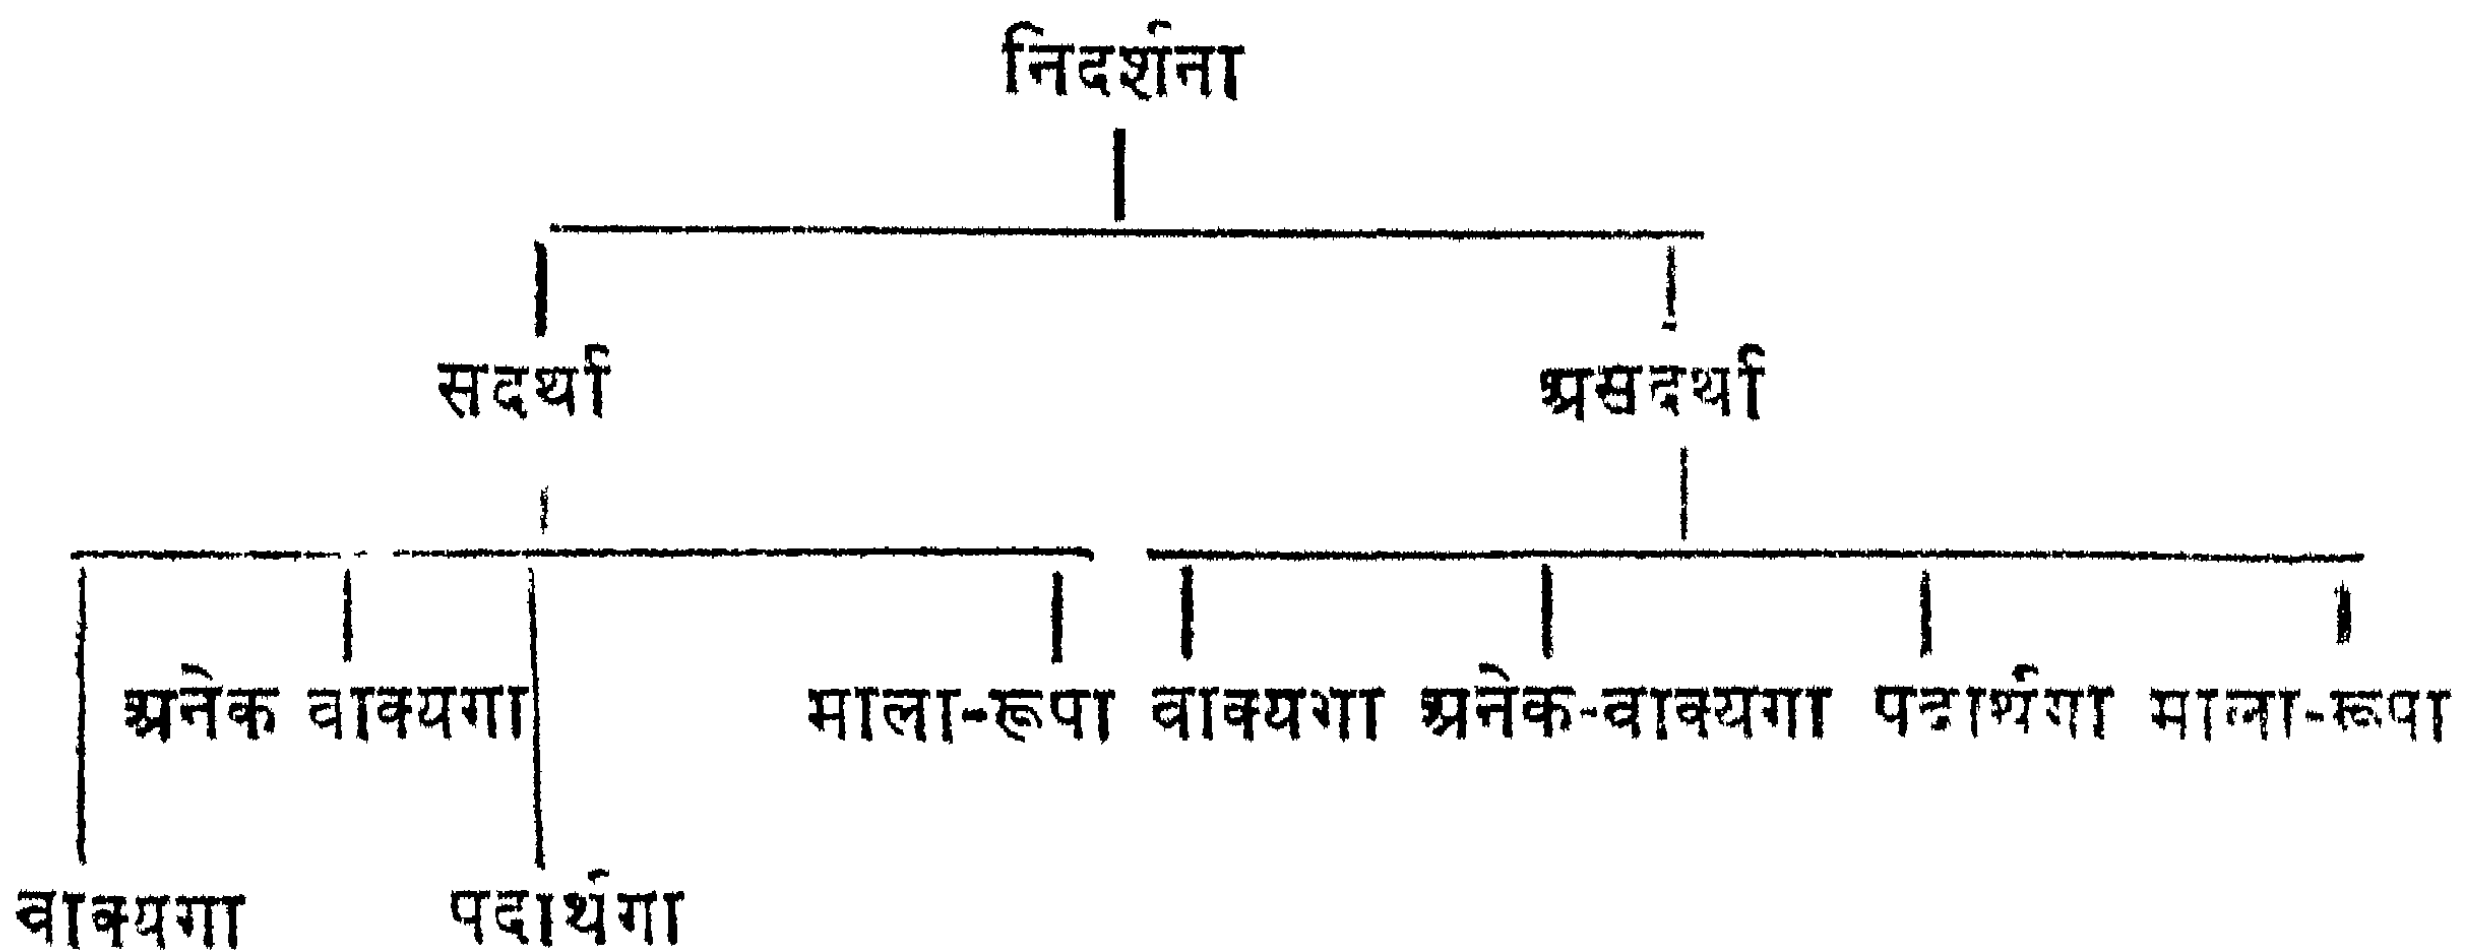 निदर्शना
सदर्था असदर्था
अनेक वाक्यगा माला-रूपा वाक्यगा अनेक-वाक्यगा पदार्थगा माला-रूपा
वाक्यगा पदार्थगा